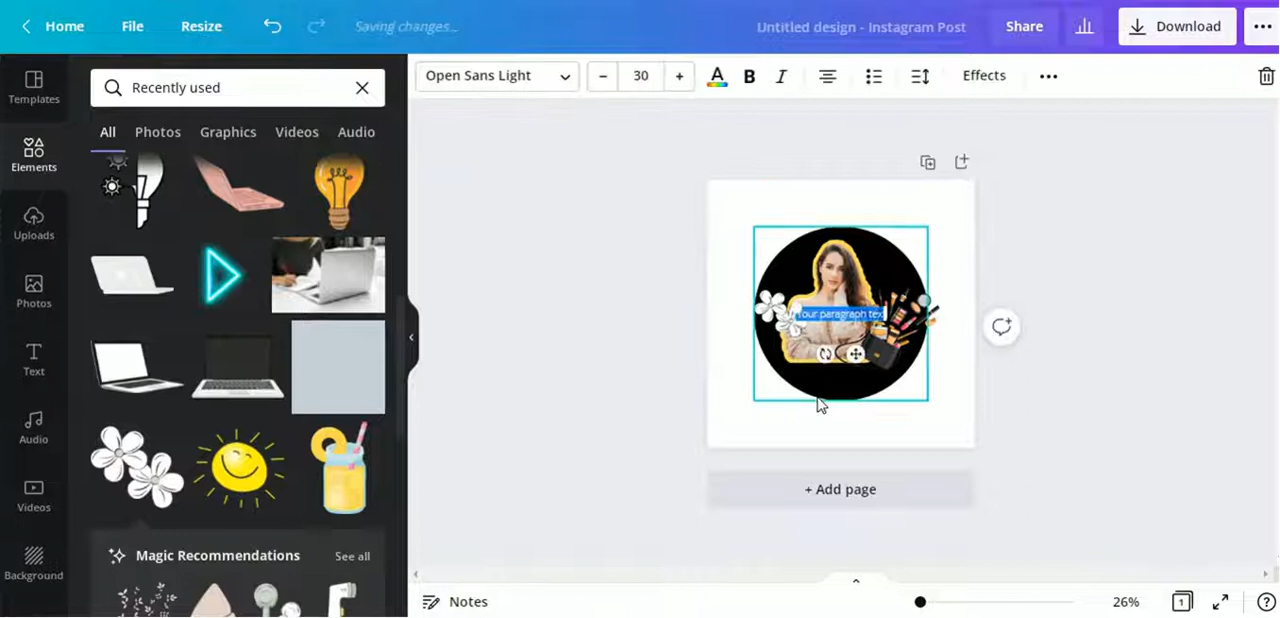 Home File Resize Saving changes... Untitled design - Instagram Post Share Download
Templates
Elements
Uploads
Photos
Text
Audio
Videos
Background
Recently used
All Photos Graphics Videos Audio
Magic Recommendations See all
Open Sans Light - 30 + A B I Effects
Your paragraph tex
+ Add page
Notes 26% 1 ?